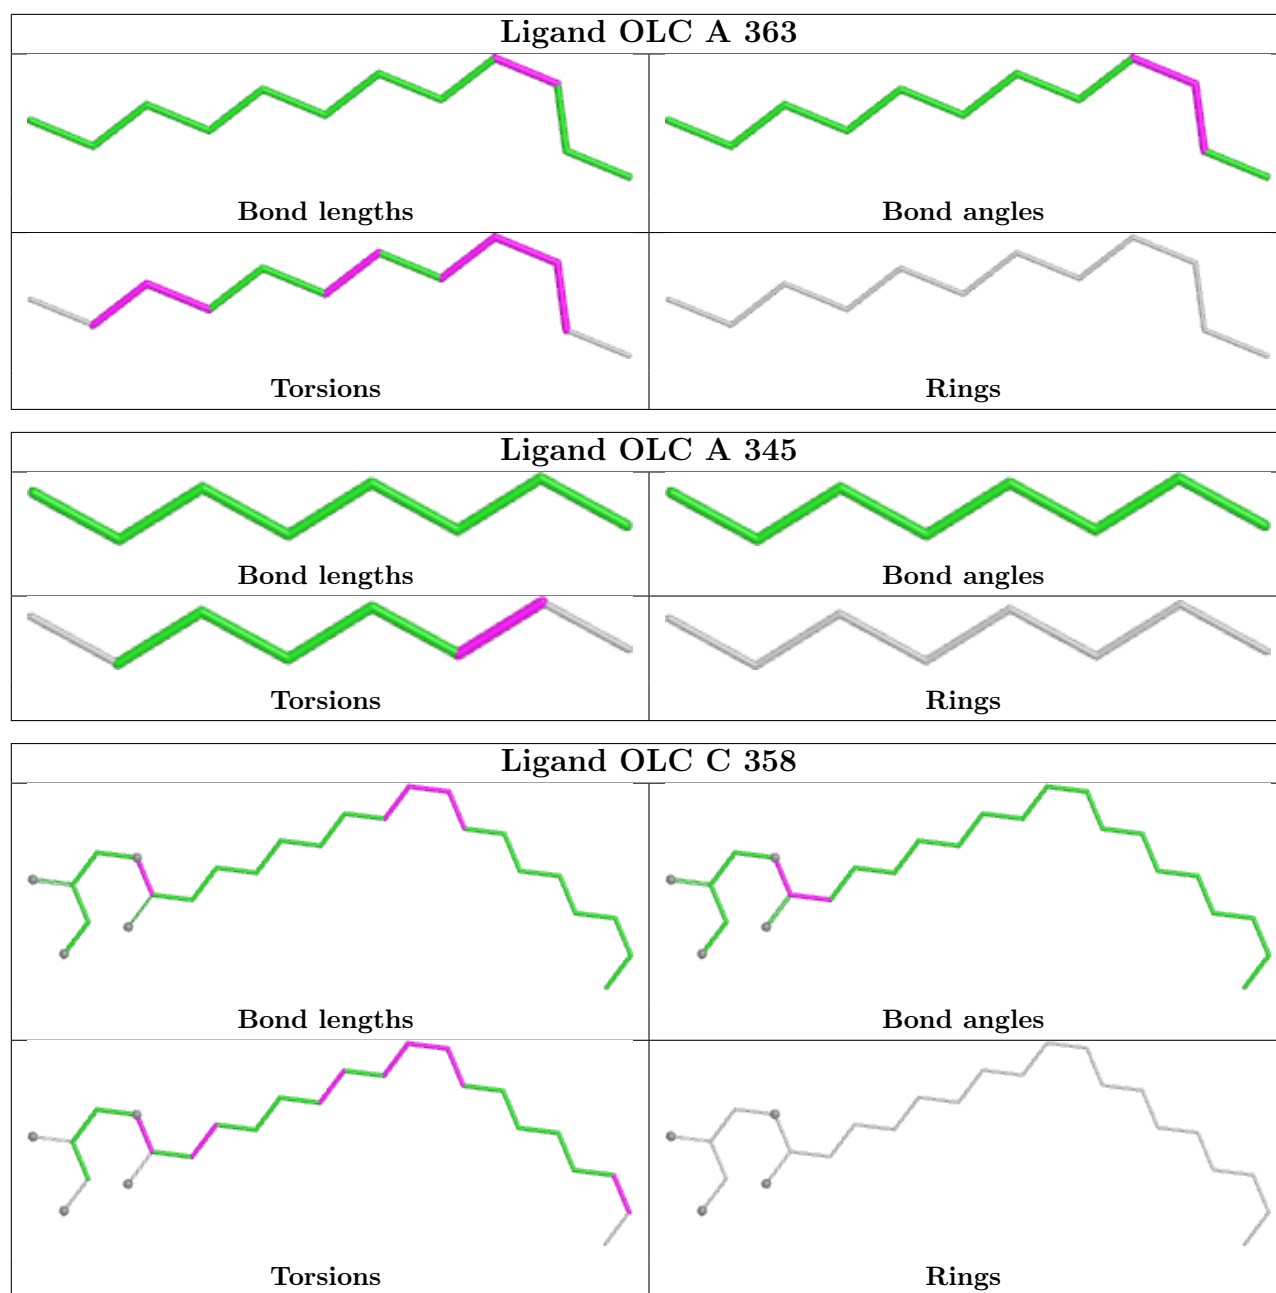 Ligand OLC A 363
Bond lengths
Bond angles
Torsions
Rings
Ligand OLC A 345
Bond lengths
Bond angles
Torsions
Rings
Ligand OLC C 358
Bond lengths
Bond angles
Torsions
Rings